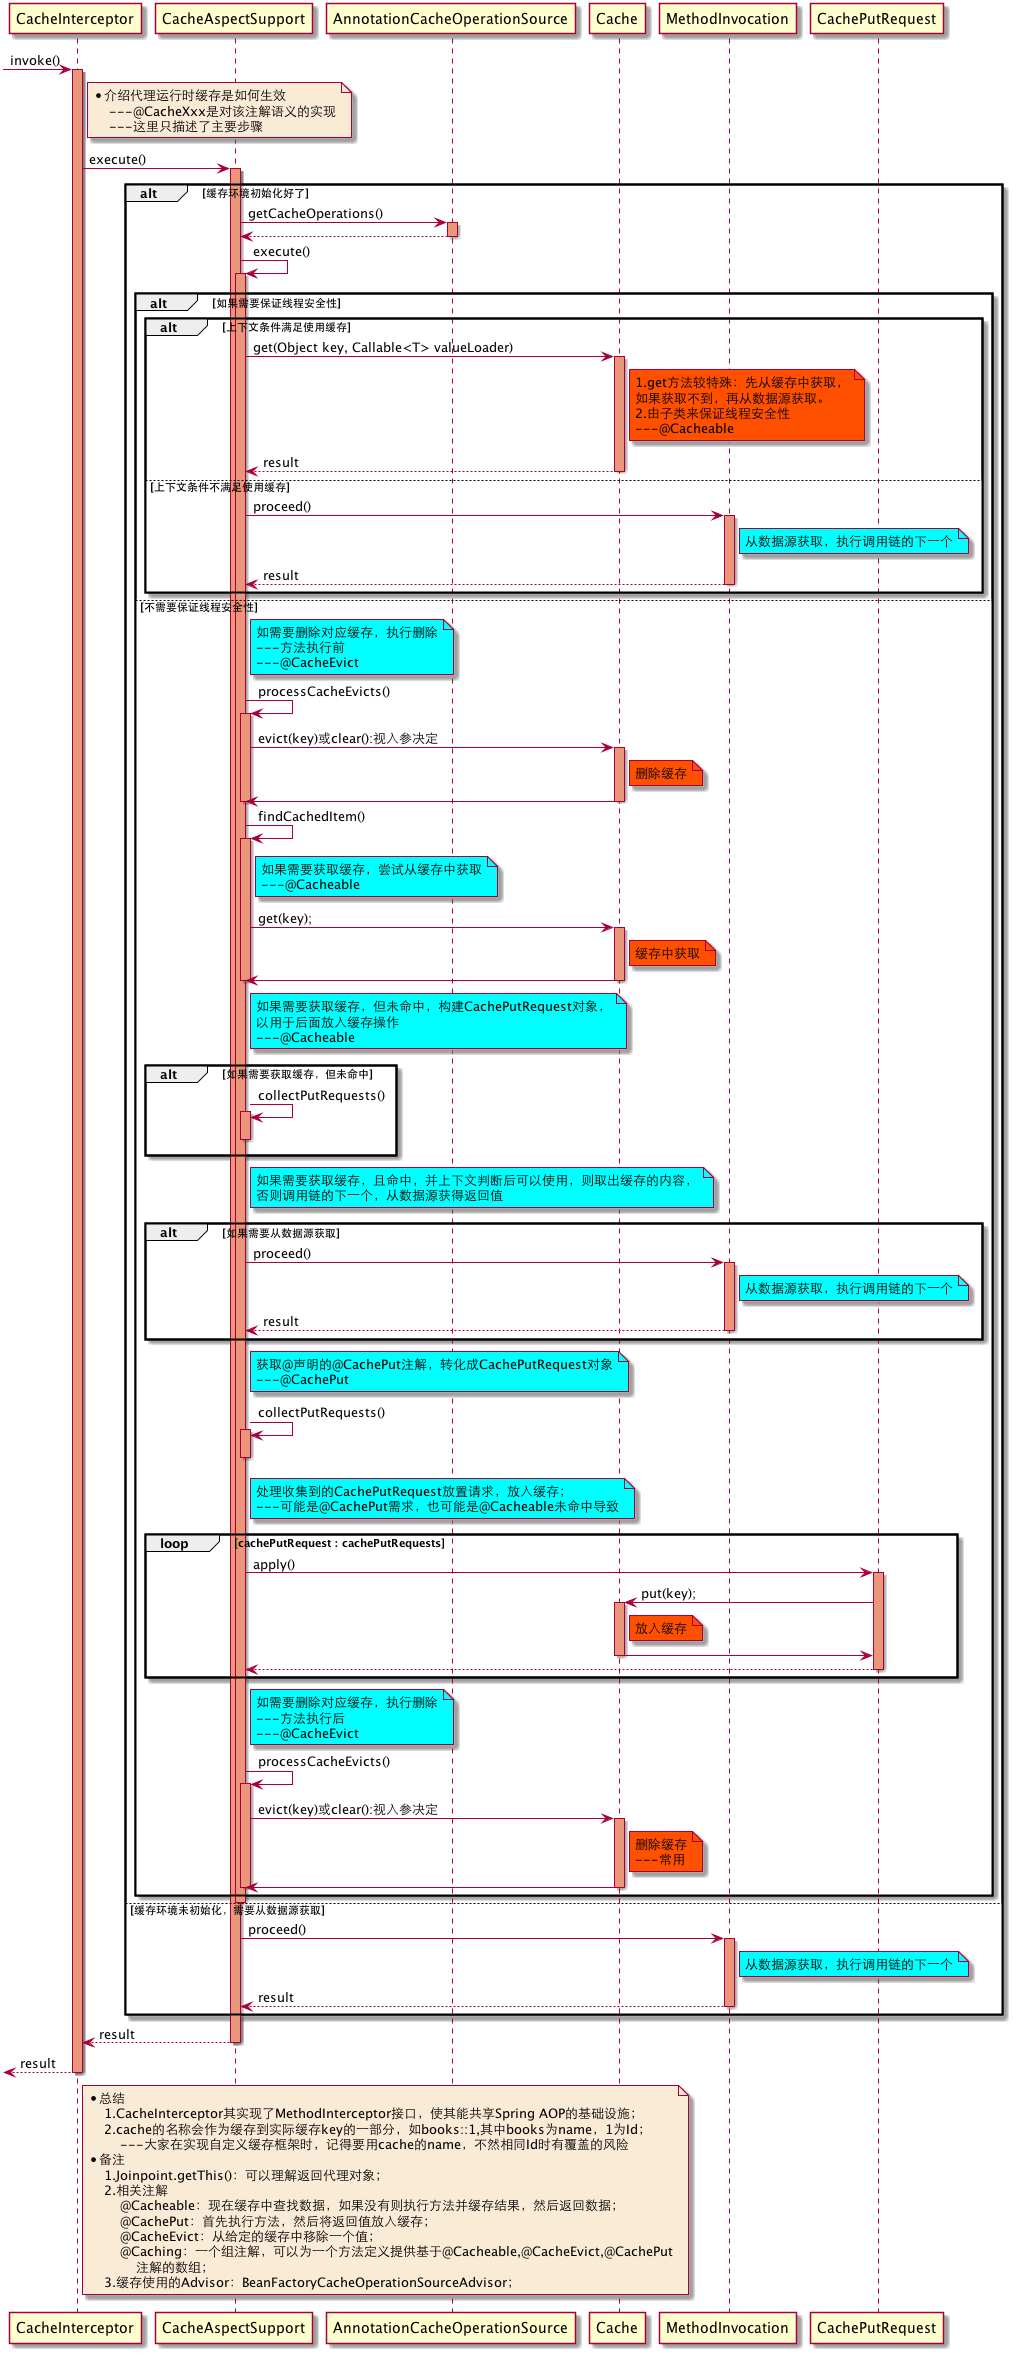 CacheInterceptor
CacheAspectSupport
AnnotationCacheOperationSource
Cache
MethodInvocation
CachePutRequest
invoke()
•介绍代理运行时缓存是如何生效
---@CacheXxx是对该注解语义的实现
---这里只描述了主要步骤
execute()
alt [缓存环境初始化好了]
getCacheOperations()
execute()
alt [如果需要保证线程安全性]
alt [上下文条件满足使用缓存]
get(Object key, Callable<T> valueLoader)
1.get方法较特殊：先从缓存中获取，
如果获取不到，再从数据源获取。
2.由子类来保证线程安全性
---@Cacheable
result
[上下文条件不满足使用缓存]
proceed()
从数据源获取，执行调用链的下一个
result
[不需要保证线程安全性]
如需要删除对应缓存，执行删除
---方法执行前
---@CacheEvict
processCacheEvicts()
evict(key)或clear():视入参决定
删除缓存
findCachedItem()
如果需要获取缓存，尝试从缓存中获取
---@Cacheable
get(key);
缓存中获取
如果需要获取缓存，但未命中，构建CachePutRequest对象，
以用于后面放入缓存操作
---@Cacheable
alt [如果需要获取缓存，但未命中]
collectPutRequests()
如果需要获取缓存，且命中，并上下文判断后可以使用，则取出缓存的内容，
否则调用链的下一个，从数据源获得返回值
alt [如果需要从数据源获取]
proceed()
从数据源获取，执行调用链的下一个
result
获取@声明的@CachePut注解，转化成CachePutRequest对象
---@CachePut
collectPutRequests()
处理收集到的CachePutRequest放置请求，放入缓存；
---可能是@CachePut需求，也可能是@Cacheable未命中导致
loop [cachePutRequest : cachePutRequests]
apply()
put(key);
放入缓存
如需要删除对应缓存，执行删除
---方法执行后
---@CacheEvict
processCacheEvicts()
evict(key)或clear():视入参决定
删除缓存
---常用
[缓存环境未初始化，需要从数据源获取]
proceed()
从数据源获取，执行调用链的下一个
result
result
result
•总结
1.CacheInterceptor其实现了MethodInterceptor接口，使其能共享Spring AOP的基础设施；
2.cache的名称会作为缓存到实际缓存key的一部分，如books::1,其中books为name，1为Id；
---大家在实现自定义缓存框架时，记得要用cache的name，不然相同Id时有覆盖的风险
•备注
1.Joinpoint.getThis()：可以理解返回代理对象；
2.相关注解
@Cacheable：现在缓存中查找数据，如果没有则执行方法并缓存结果，然后返回数据；
@CachePut：首先执行方法，然后将返回值放入缓存；
@CacheEvict：从给定的缓存中移除一个值；
@Caching：一个组注解，可以为一个方法定义提供基于@Cacheable,@CacheEvict,@CachePut
注解的数组；
3.缓存使用的Advisor：BeanFactoryCacheOperationSourceAdvisor；
CacheInterceptor
CacheAspectSupport
AnnotationCacheOperationSource
Cache
MethodInvocation
CachePutRequest